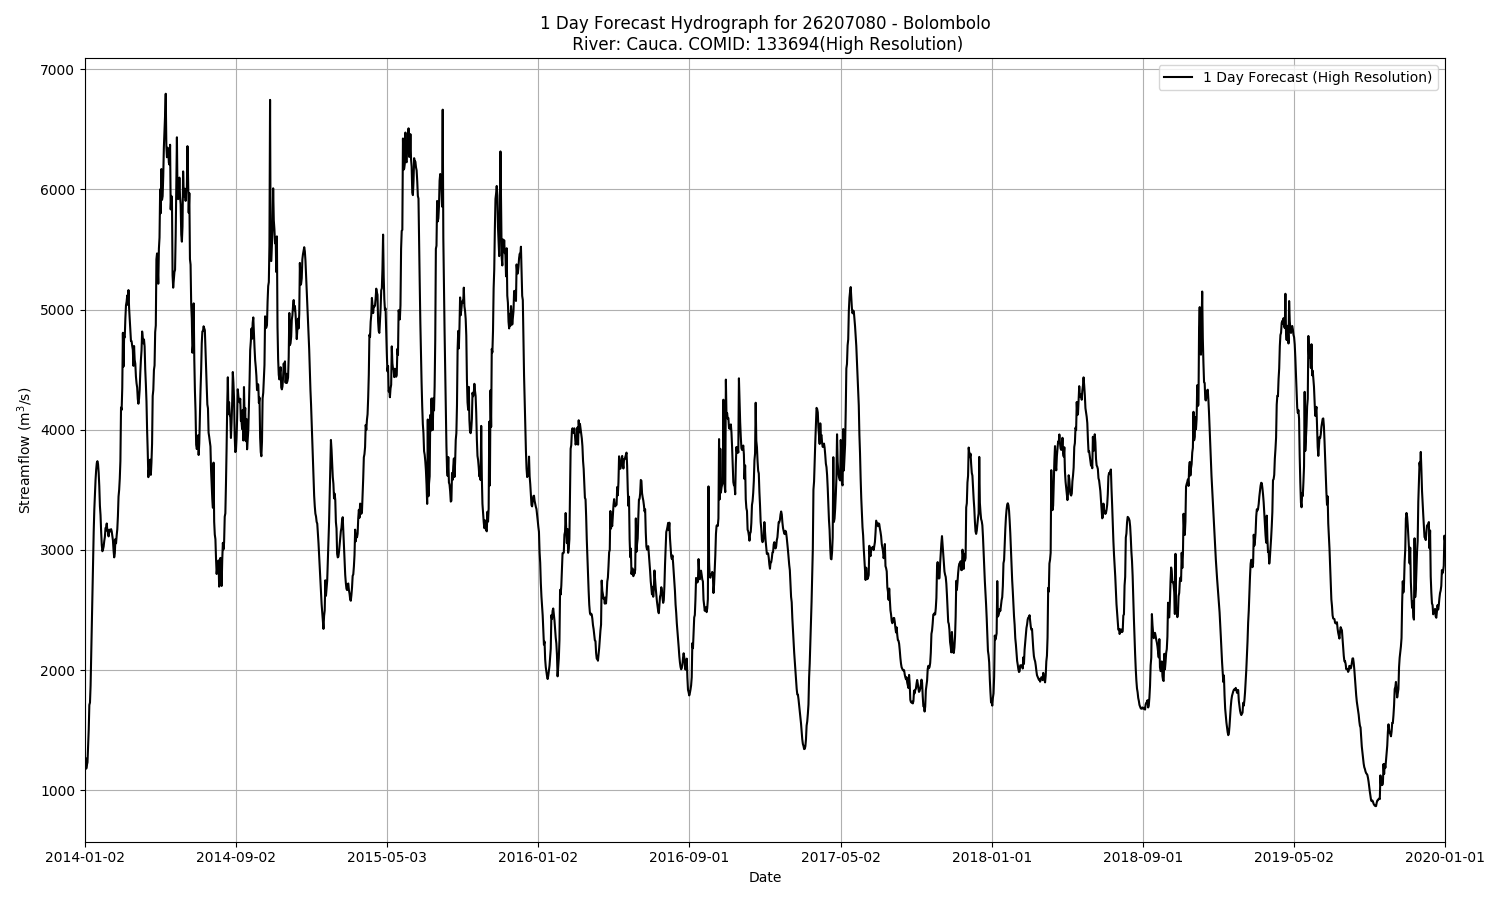 1 Day Forecast Hydrograph for 26207080 - Bolombolo
River: Cauca. COMID: 133694(High Resolution)
1 Day Forecast (High Resolution)
7000
6000
5000
4000
3000
2000
1000
Streamflow (m³/s)
2014-01-02 2014-09-02 2015-05-03 2016-01-02 2016-09-01 2017-05-02 2018-01-01 2018-09-01 2019-05-02 2020-01-01
Date